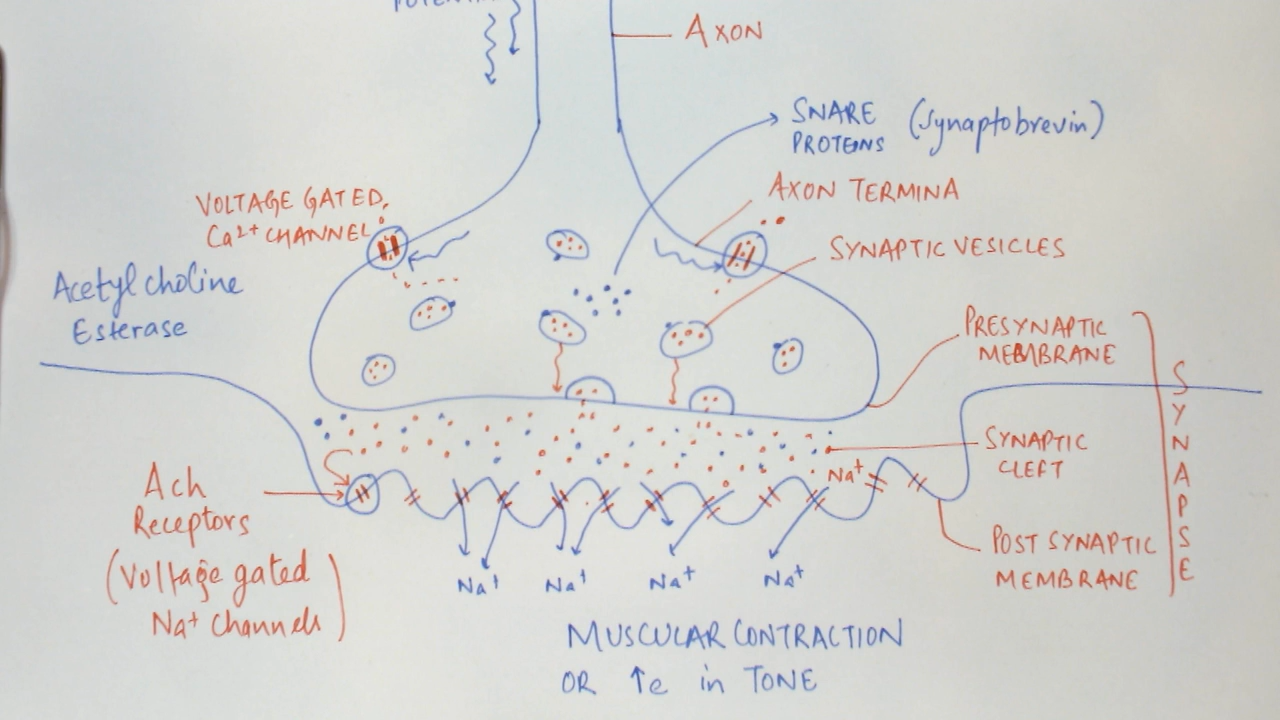 AXON
SNARE (Synaptobrevin)
PROTEINS
AXON TERMINA
VOLTAGE GATED,
Ca2+ CHANNEL
SYNAPTIC VESICLES
Acetyl choline
Esterase
PRESYNAPTIC
MEMBRANE
SYNAPTIC
CLEFT
Na+
Ach
Receptors
(Voltage gated
Na+ Channels)
POST SYNAPTIC
MEMBRANE
SYNAPSE
Na+ Na+ Na+ Na+
MUSCULAR CONTRACTION
OR ↑e in TONE